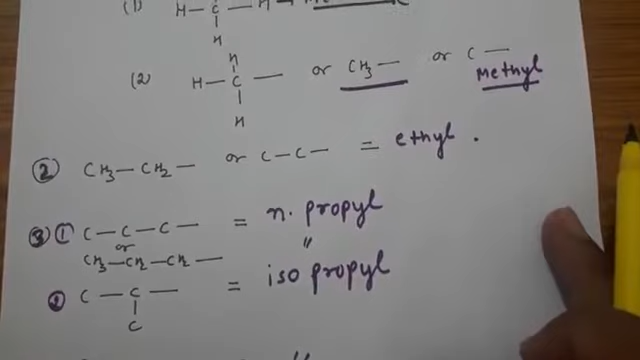 (1) H — C — H
H
H
(2) H — C — or CH3 — or C —
Methyl
H
② CH3 — CH2 — or C — C — = ethyl .
③ ① C — C — C — = n. propyl
or "
CH3 — CH2 — CH2 —
② C — C — = iso propyl
C